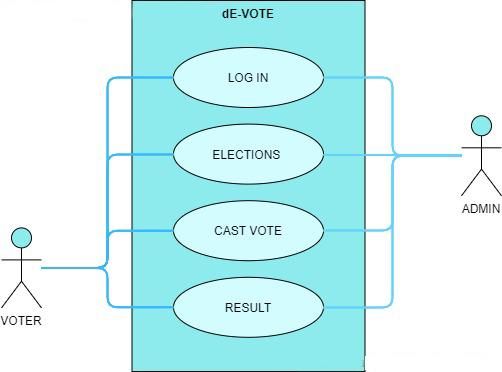 dE-VOTE
LOG IN
ELECTIONS
CAST VOTE
RESULT
ADMIN
VOTER